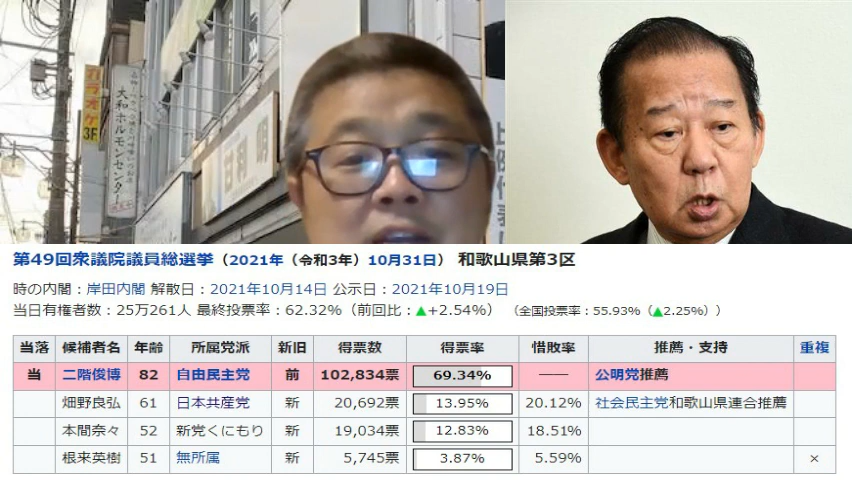 カラオケ
3F
大和ホルモンセンター
甘利 明
第49回衆議院議員総選挙（2021年（令和3年）10月31日） 和歌山県第3区
時の内閣：岸田内閣 解散日：2021年10月14日 公示日：2021年10月19日
当日有権者数：25万261人 最終投票率：62.32%（前回比：▲+2.54%） （全国投票率：55.93%（▲2.25%））
当落 候補者名 年齢 所属党派 新旧 得票数 得票率 惜敗率 推薦・支持 重複
当 二階俊博 82 自由民主党 前 102,834票 69.34% ―― 公明党推薦
畑野良弘 61 日本共産党 新 20,692票 13.95% 20.12% 社会民主党和歌山県連合推薦
本間奈々 52 新党くにもり 新 19,034票 12.83% 18.51%
根来英樹 51 無所属 新 5,745票 3.87% 5.59% ×